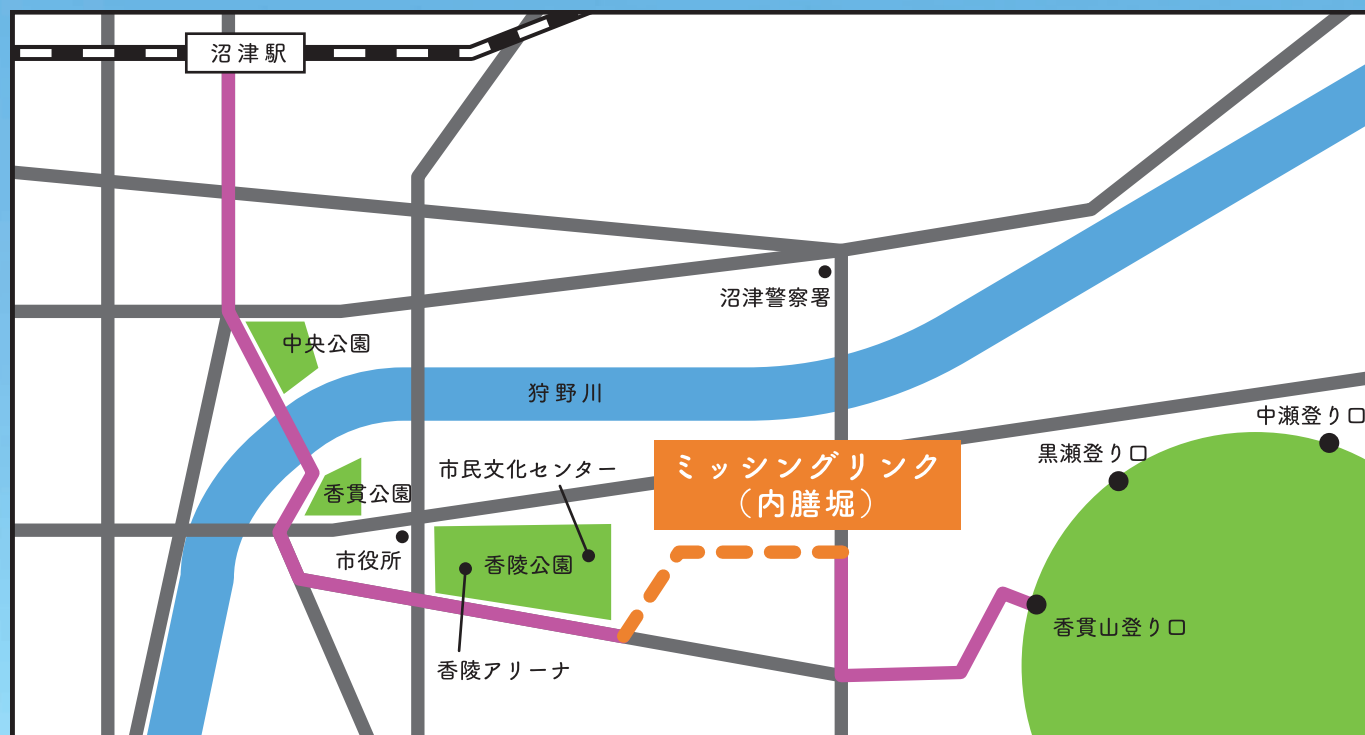 沼津駅
沼津警察署
中央公園
狩野川
中瀬登り口
黒瀬登り口
市民文化センター
ミッシングリンク
（内膳堀）
香貫公園
市役所
香陵公園
香貫山登り口
香陵アリーナ